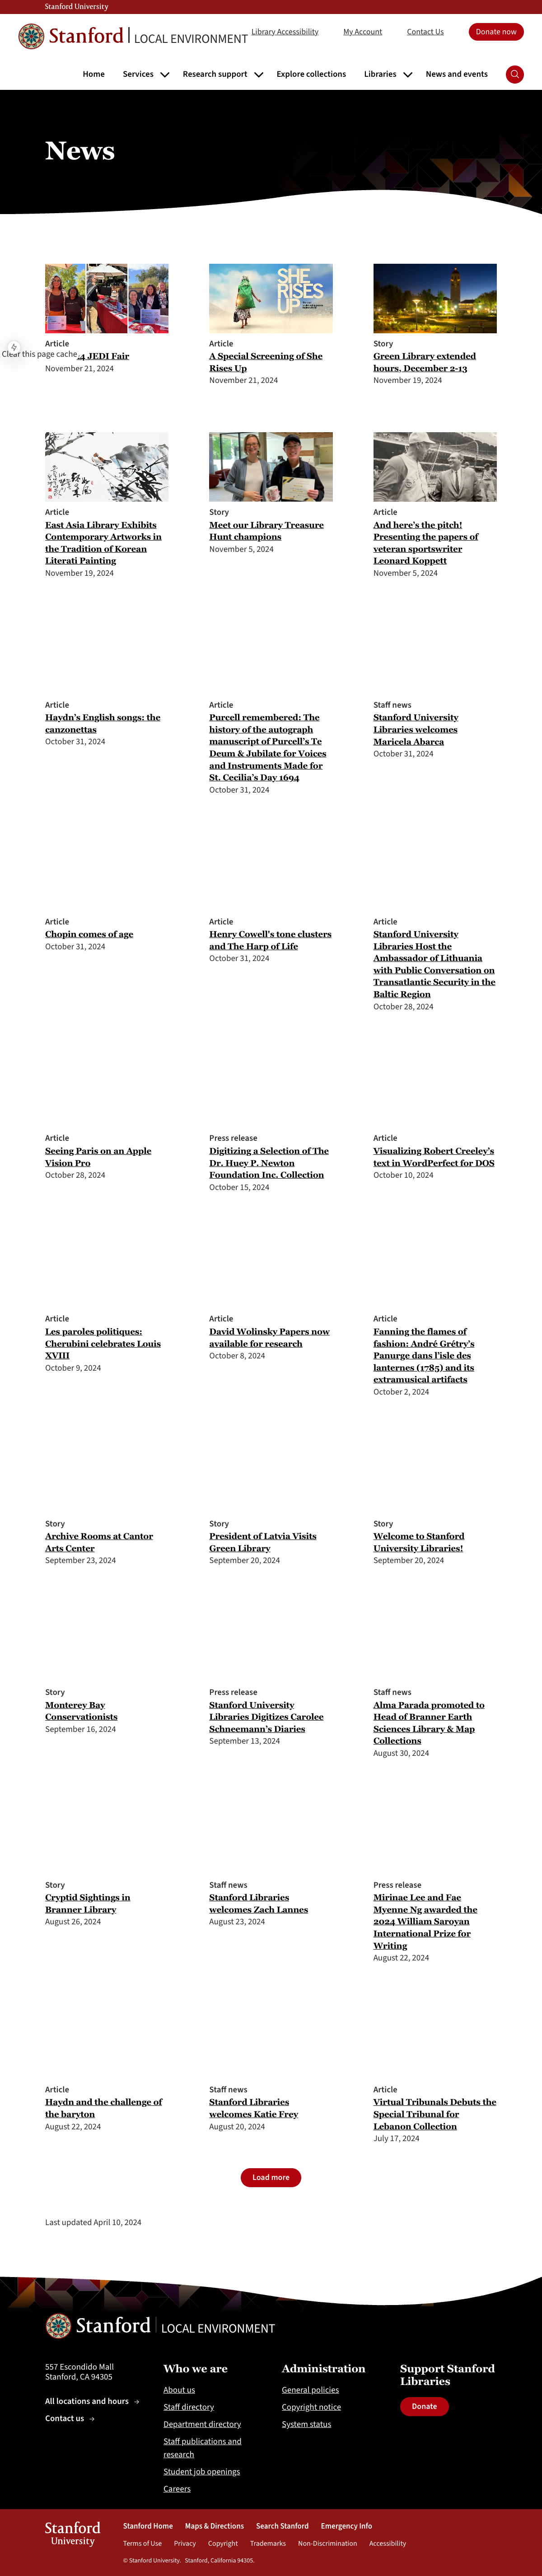 Stanford University
Stanford LOCAL ENVIRONMENT
Library Accessibility My Account Contact Us Donate now
Home Services Research support Explore collections Libraries News and events
News
SHE RISES UP
Article
24 JEDI Fair
Clear this page cache
November 21, 2024
Article
A Special Screening of She
Rises Up
November 21, 2024
Story
Green Library extended
hours, December 2-13
November 19, 2024
Article
East Asia Library Exhibits
Contemporary Artworks in
the Tradition of Korean
Literati Painting
November 19, 2024
Story
Meet our Library Treasure
Hunt champions
November 5, 2024
Article
And here’s the pitch!
Presenting the papers of
veteran sportswriter
Leonard Koppett
November 5, 2024
Article
Haydn’s English songs: the
canzonettas
October 31, 2024
Article
Purcell remembered: The
history of the autograph
manuscript of Purcell’s Te
Deum & Jubilate for Voices
and Instruments Made for
St. Cecilia’s Day 1694
October 31, 2024
Staff news
Stanford University
Libraries welcomes
Maricela Abarca
October 31, 2024
Article
Chopin comes of age
October 31, 2024
Article
Henry Cowell's tone clusters
and The Harp of Life
October 31, 2024
Article
Stanford University
Libraries Host the
Ambassador of Lithuania
with Public Conversation on
Transatlantic Security in the
Baltic Region
October 28, 2024
Article
Seeing Paris on an Apple
Vision Pro
October 28, 2024
Press release
Digitizing a Selection of The
Dr. Huey P. Newton
Foundation Inc. Collection
October 15, 2024
Article
Visualizing Robert Creeley’s
text in WordPerfect for DOS
October 10, 2024
Article
Les paroles politiques:
Cherubini celebrates Louis
XVIII
October 9, 2024
Article
David Wolinsky Papers now
available for research
October 8, 2024
Article
Fanning the flames of
fashion: André Grétry's
Panurge dans l'isle des
lanternes (1785) and its
extramusical artifacts
October 2, 2024
Story
Archive Rooms at Cantor
Arts Center
September 23, 2024
Story
President of Latvia Visits
Green Library
September 20, 2024
Story
Welcome to Stanford
University Libraries!
September 20, 2024
Story
Monterey Bay
Conservationists
September 16, 2024
Press release
Stanford University
Libraries Digitizes Carolee
Schneemann’s Diaries
September 13, 2024
Staff news
Alma Parada promoted to
Head of Branner Earth
Sciences Library & Map
Collections
August 30, 2024
Story
Cryptid Sightings in
Branner Library
August 26, 2024
Staff news
Stanford Libraries
welcomes Zach Lannes
August 23, 2024
Press release
Mirinae Lee and Fae
Myenne Ng awarded the
2024 William Saroyan
International Prize for
Writing
August 22, 2024
Article
Haydn and the challenge of
the baryton
August 22, 2024
Staff news
Stanford Libraries
welcomes Katie Frey
August 20, 2024
Article
Virtual Tribunals Debuts the
Special Tribunal for
Lebanon Collection
July 17, 2024
Load more
Last updated April 10, 2024
Stanford LOCAL ENVIRONMENT
557 Escondido Mall
Stanford, CA 94305
All locations and hours →
Contact us →
Who we are
About us
Staff directory
Department directory
Staff publications and
research
Student job openings
Careers
Administration
General policies
Copyright notice
System status
Support Stanford
Libraries
Donate
Stanford
University
Stanford Home Maps & Directions Search Stanford Emergency Info
Terms of Use Privacy Copyright Trademarks Non-Discrimination Accessibility
© Stanford University. Stanford, California 94305.